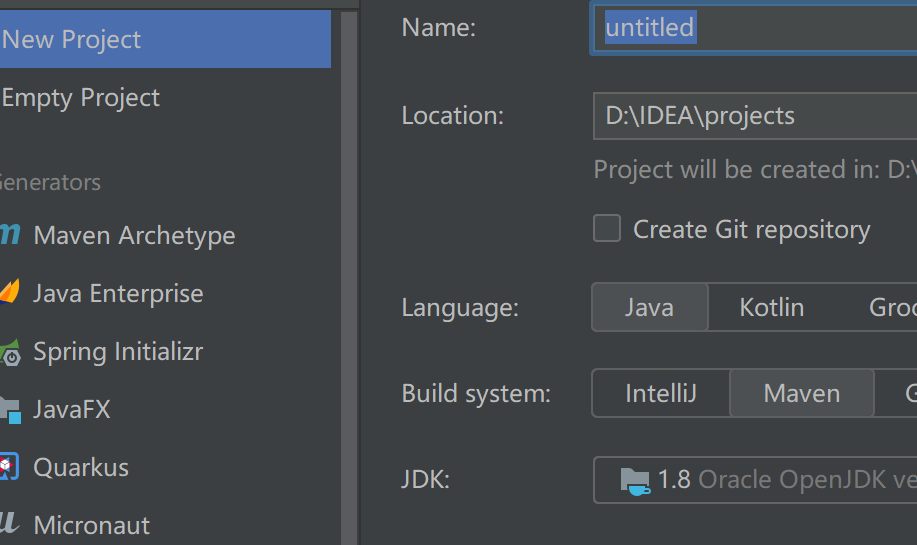 New Project
Empty Project
Generators
Maven Archetype
Java Enterprise
Spring Initializr
JavaFX
Quarkus
Micronaut
Name:
untitled
Location:
D:\IDEA\projects
Project will be created in: D:\
Create Git repository
Language:
Java Kotlin Groo
Build system:
IntelliJ Maven G
JDK:
1.8 Oracle OpenJDK ve